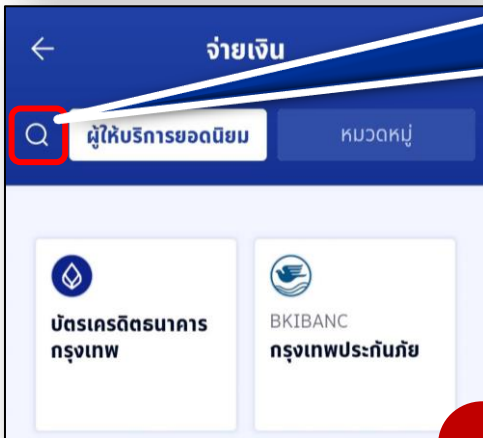 จ่ายเงิน
ผู้ให้บริการยอดนิยม
หมวดหมู่
บัตรเครดิตธนาคาร
กรุงเทพ
BKIBANC
กรุงเทพประกันภัย